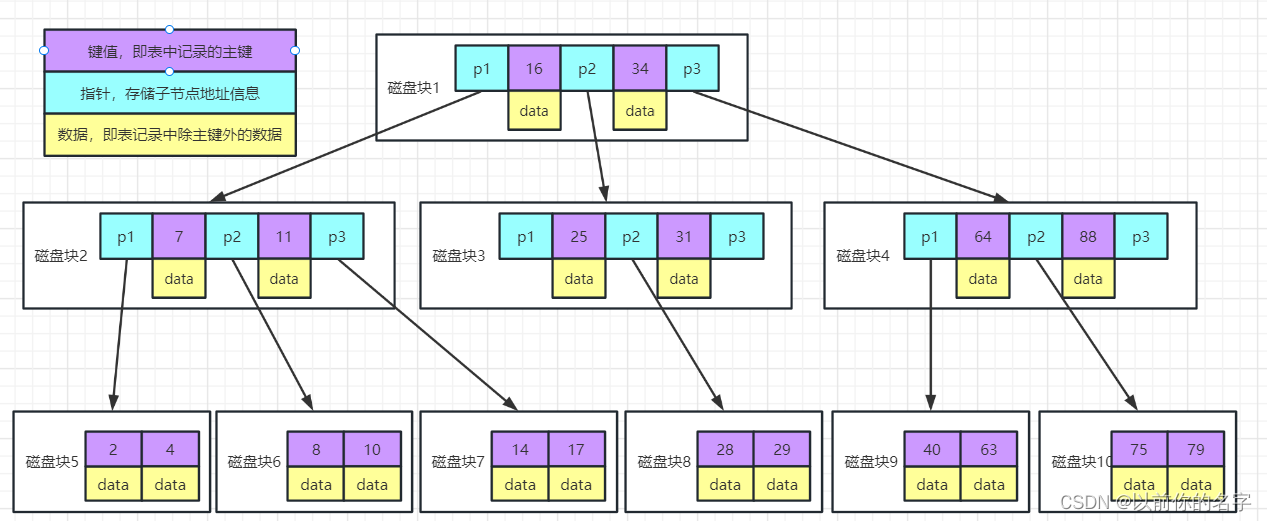 键值，即表中记录的主键
指针，存储子节点地址信息
数据，即表记录中除主键外的数据
磁盘块1
p1 16 p2 34 p3
data data
磁盘块2
p1 7 p2 11 p3
data data
磁盘块3
p1 25 p2 31 p3
data data
磁盘块4
p1 64 p2 88 p3
data data
磁盘块5
2 4
data data
磁盘块6
8 10
data data
磁盘块7
14 17
data data
磁盘块8
28 29
data data
磁盘块9
40 63
data data
磁盘块10
75 79
data data
CSDN @以前你的名字